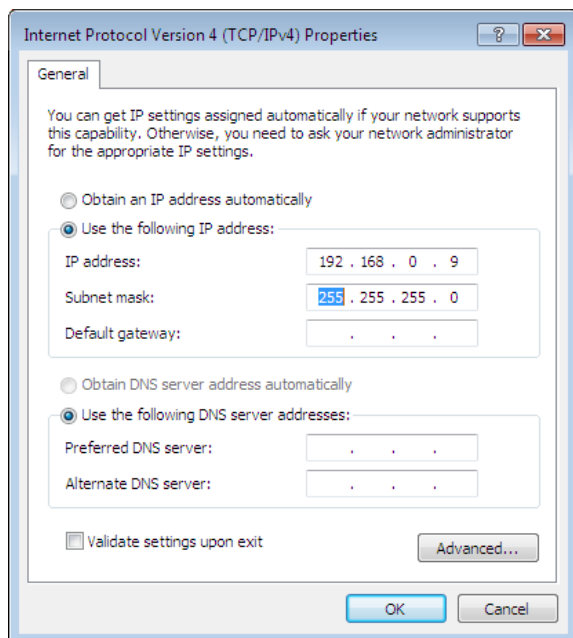 Internet Protocol Version 4 (TCP/IPv4) Properties
?
General
You can get IP settings assigned automatically if your network supports
this capability. Otherwise, you need to ask your network administrator
for the appropriate IP settings.
Obtain an IP address automatically
Use the following IP address:
IP address: 192 . 168 . 0 . 9
Subnet mask: 255 . 255 . 255 . 0
Default gateway: . . .
Obtain DNS server address automatically
Use the following DNS server addresses:
Preferred DNS server: . . .
Alternate DNS server: . . .
Validate settings upon exit
Advanced...
OK Cancel